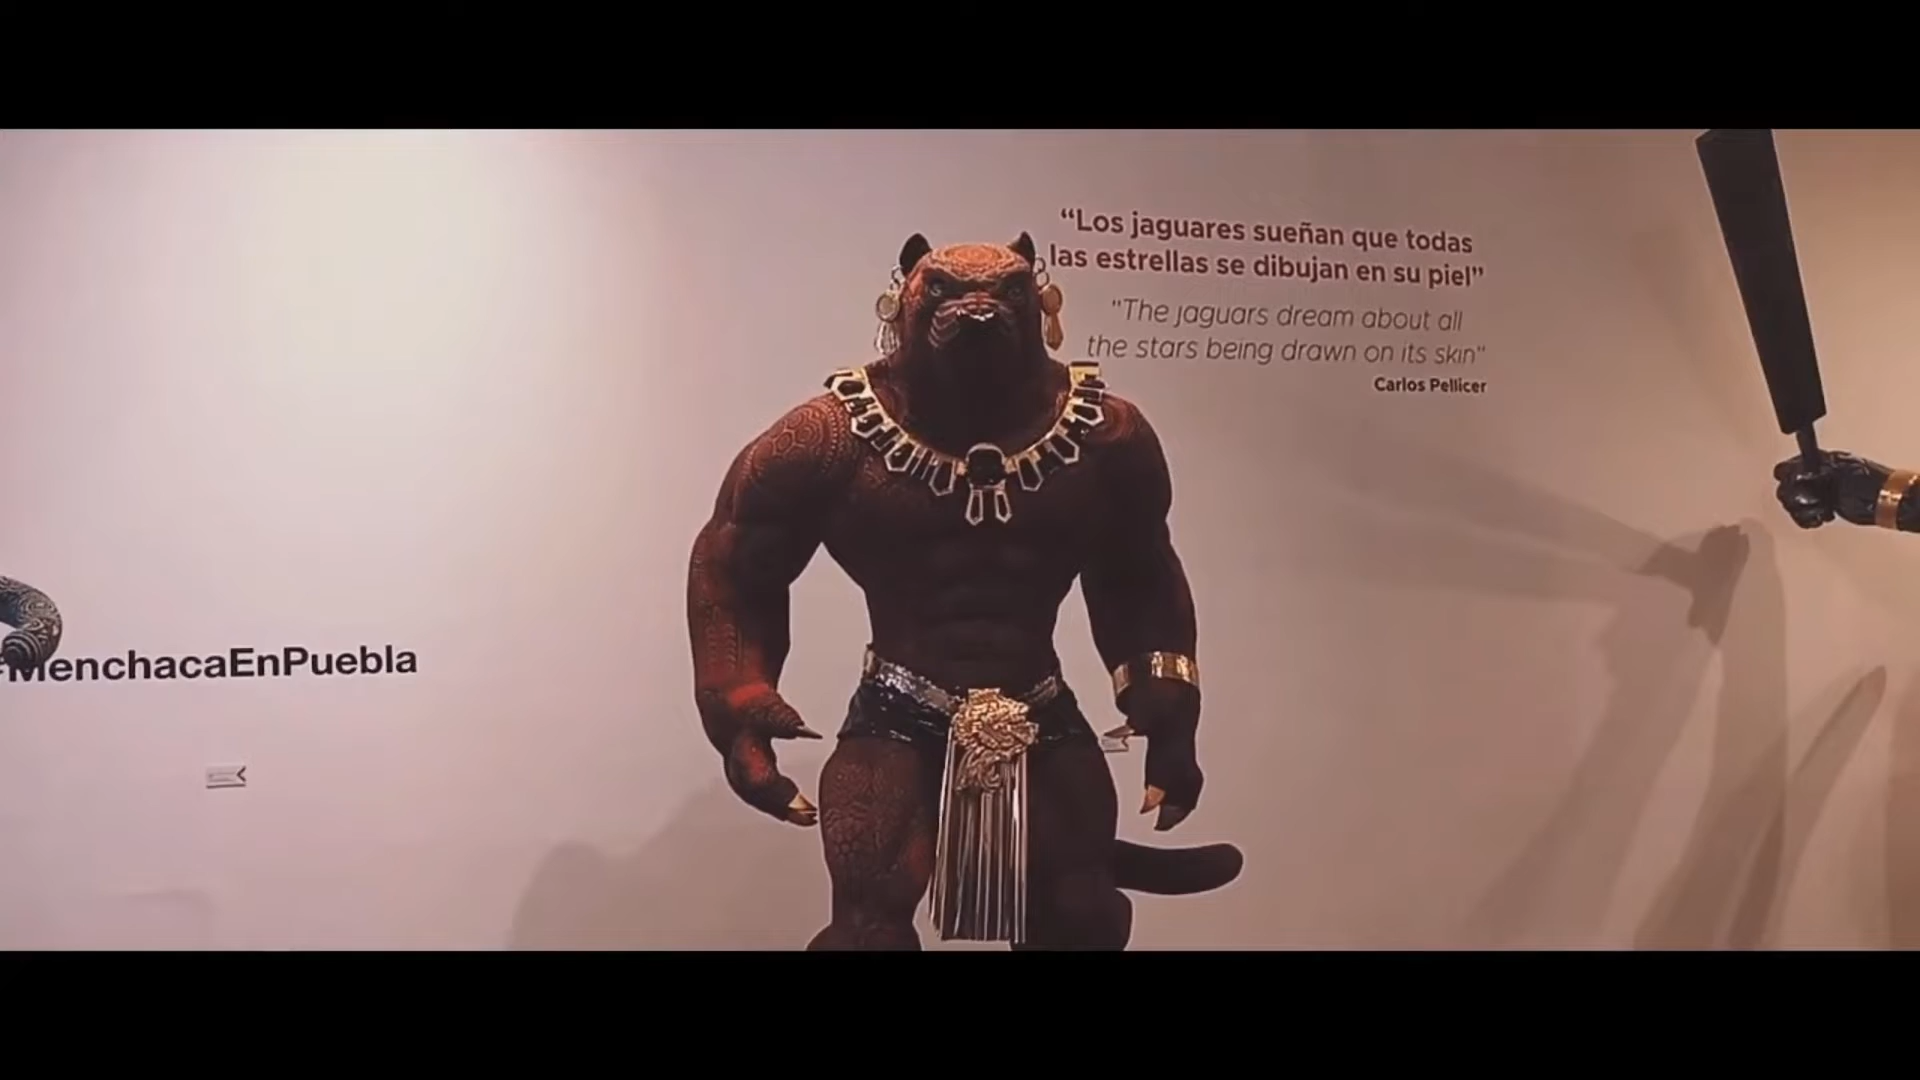 “Los jaguares sueñan que todas
las estrellas se dibujan en su piel”
"The jaguars dream about all
the stars being drawn on its skin"
Carlos Pellicer
#MenchacaEnPuebla